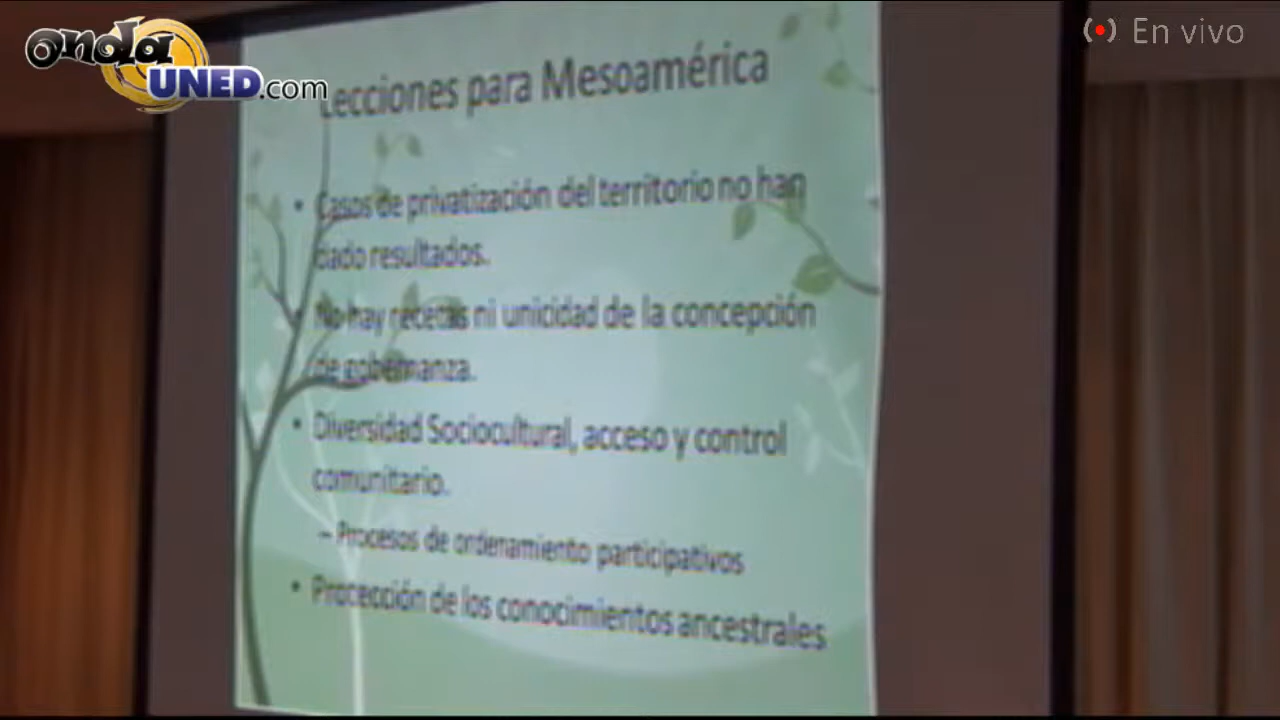 onda
UNED.com
En vivo
Lecciones para Mesoamérica
• Casos de privatización del territorio no han
dado resultados.
• No hay recetas ni unicidad de la concepción
de gobernanza.
• Diversidad Sociocultural, acceso y control
comunitario.
– Procesos de ordenamiento participativos
• Protección de los conocimientos ancestrales